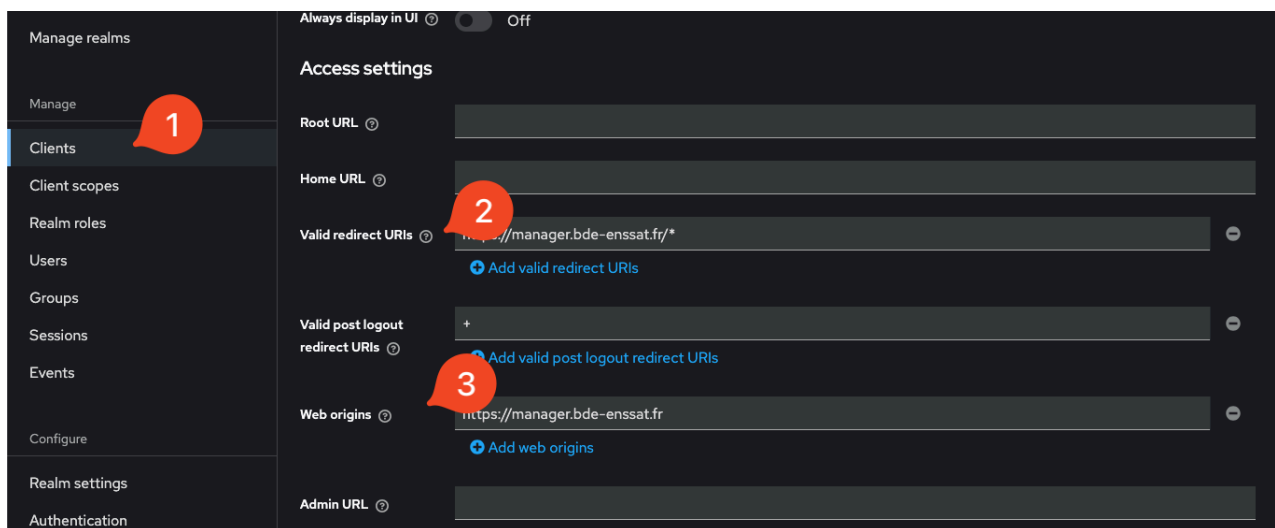 Manage realms
Manage
1
Clients
Client scopes
Realm roles
Users
Groups
Sessions
Events
Configure
Realm settings
Authentication
Always display in UI
Off
Access settings
Root URL
Home URL
2
Valid redirect URIs
://manager.bde-enssat.fr/*
Add valid redirect URIs
Valid post logout
redirect URIs
+
Add valid post logout redirect URIs
3
Web origins
https://manager.bde-enssat.fr
Add web origins
Admin URL